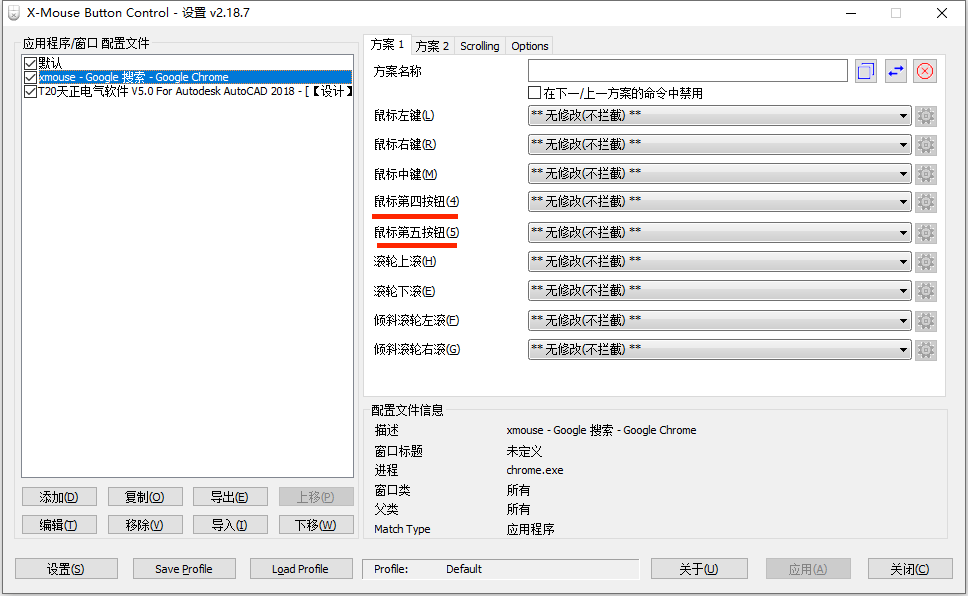 X-Mouse Button Control - 设置 v2.18.7
应用程序/窗口 配置文件
默认
xmouse - Google 搜索 - Google Chrome
T20天正电气软件 V5.0 For Autodesk AutoCAD 2018 - [【设计】
添加(D) 复制(O) 导出(E) 上移(P)
编辑(T) 移除(V) 导入(I) 下移(W)
方案 1 方案 2 Scrolling Options
方案名称
在下一/上一方案的命令中禁用
鼠标左键(L) ** 无修改(不拦截) **
鼠标右键(R) ** 无修改(不拦截) **
鼠标中键(M) ** 无修改(不拦截) **
鼠标第四按钮(4) ** 无修改(不拦截) **
鼠标第五按钮(5) ** 无修改(不拦截) **
滚轮上滚(H) ** 无修改(不拦截) **
滚轮下滚(E) ** 无修改(不拦截) **
倾斜滚轮左滚(F) ** 无修改(不拦截) **
倾斜滚轮右滚(G) ** 无修改(不拦截) **
配置文件信息
描述 xmouse - Google 搜索 - Google Chrome
窗口标题 未定义
进程 chrome.exe
窗口类 所有
父类 所有
Match Type 应用程序
设置(S) Save Profile Load Profile Profile: Default 关于(U) 应用(A) 关闭(C)